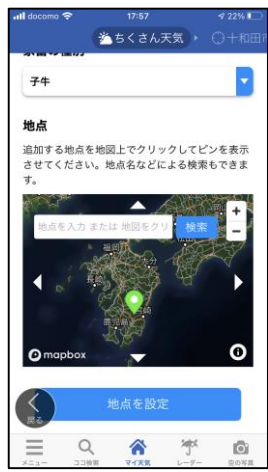 docomo 17:57 22%
ちくさん天気 十和田市
子牛
地点
追加する地点を地図上でクリックしてピンを表示
させてください。地点名などによる検索もできま
す。
地点を入力 または 地図をクリ 検索
+
−
福岡
大分
長崎
宮崎
鹿児島
mapbox
地点を設定
戻る
メニュー ココ検索 マイ天気 レーダー 空の写真